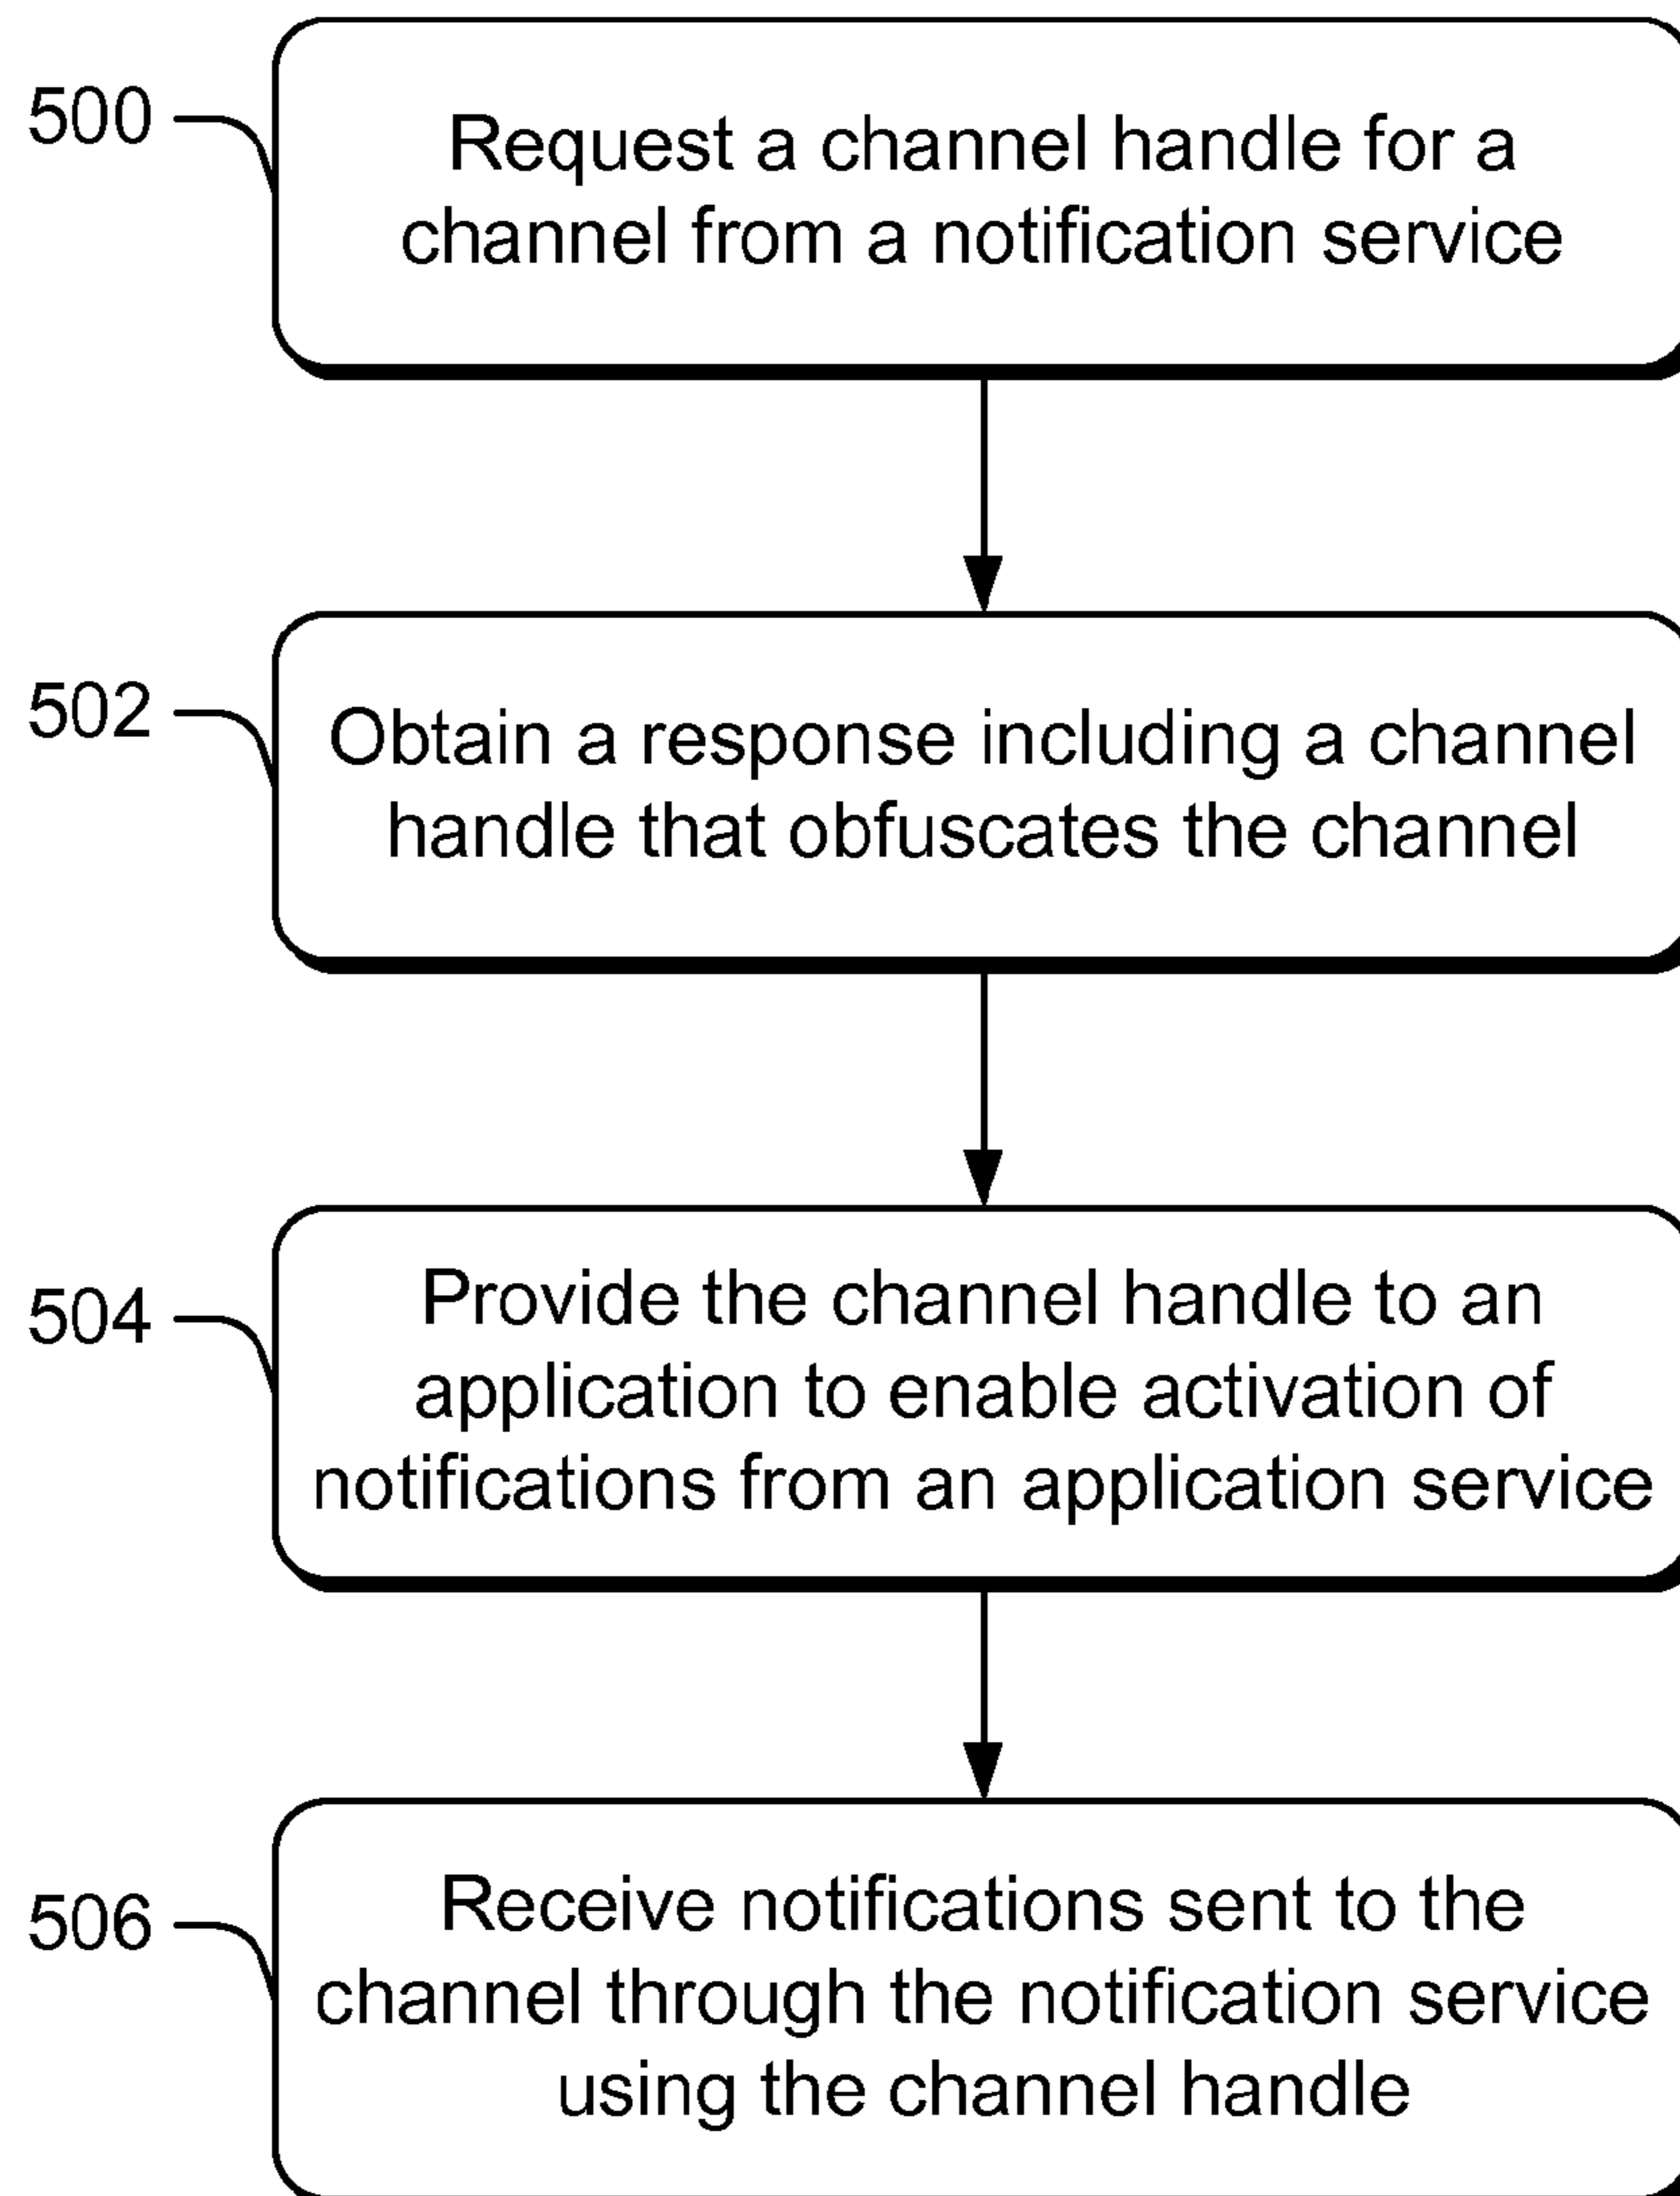 500
Request a channel handle for a
channel from a notification service
502
Obtain a response including a channel
handle that obfuscates the channel
504
Provide the channel handle to an
application to enable activation of
notifications from an application service
506
Receive notifications sent to the
channel through the notification service
using the channel handle